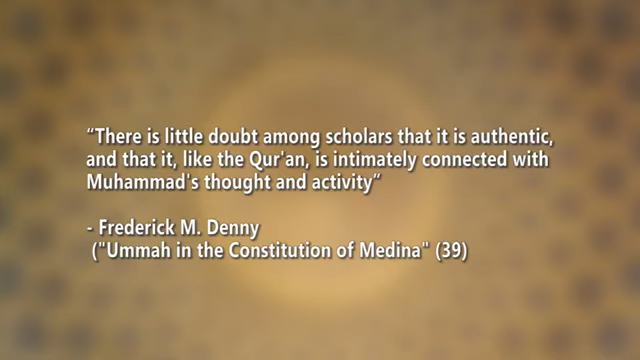 “There is little doubt among scholars that it is authentic,
and that it, like the Qur'an, is intimately connected with
Muhammad's thought and activity”
- Frederick M. Denny
("Ummah in the Constitution of Medina" (39)